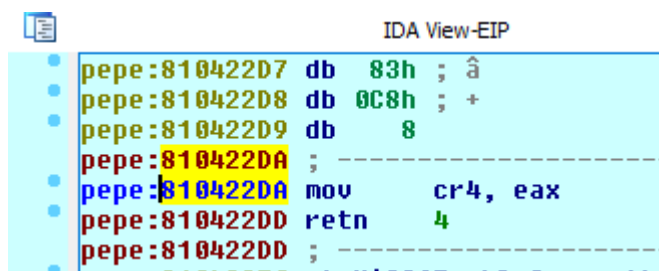 IDA View-EIP
pepe:810422D7 db 83h ; â
pepe:810422D8 db 0C8h ; +
pepe:810422D9 db 8
pepe:810422DA ; --------------------
pepe:810422DA mov cr4, eax
pepe:810422DD retn 4
pepe:810422DD ; --------------------